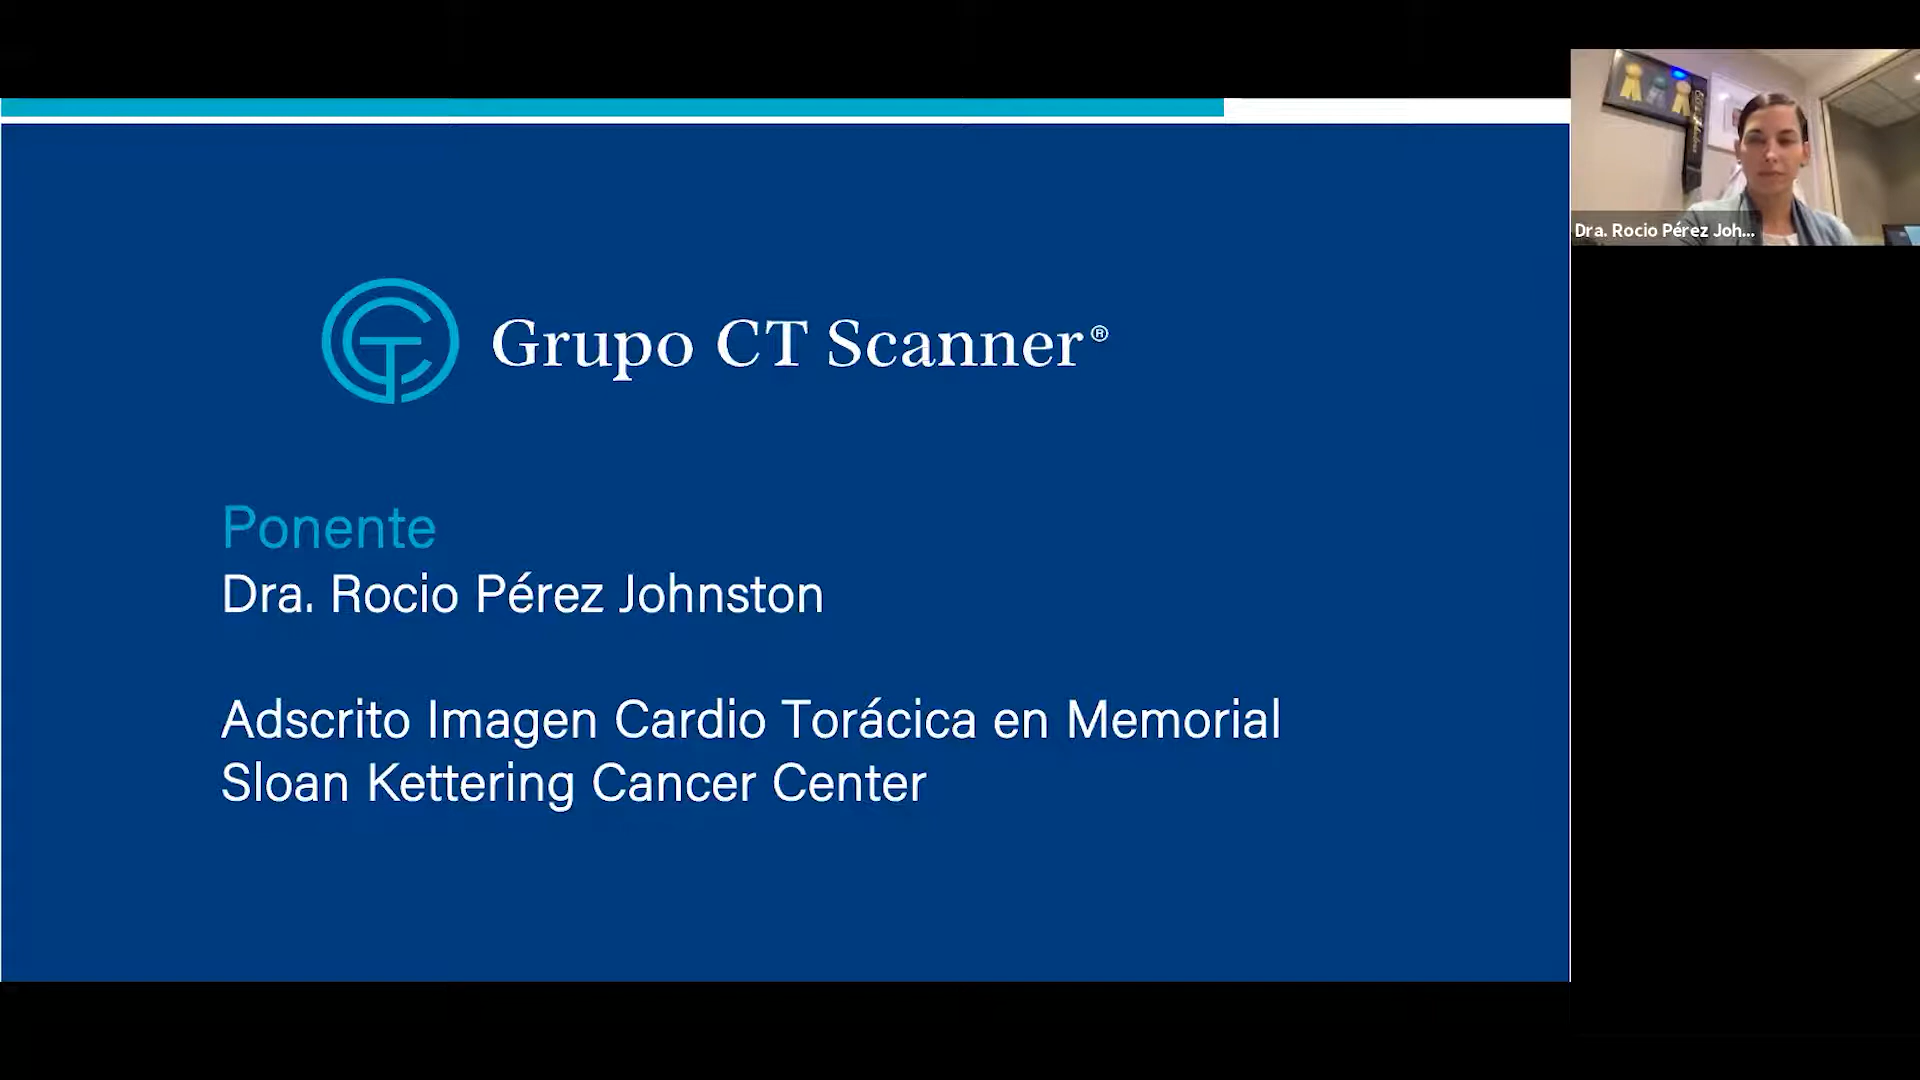 Grupo CT Scanner®
Ponente
Dra. Rocio Pérez Johnston
Adscrito Imagen Cardio Torácica en Memorial
Sloan Kettering Cancer Center
Dra. Rocio Pérez Joh...